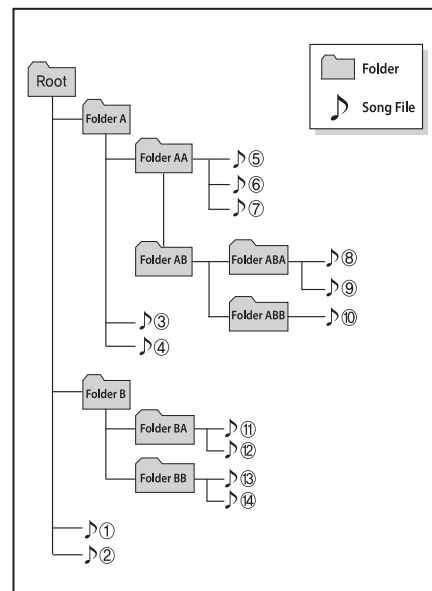 Root
Folder
Song File
Folder A
Folder AA
⑤
⑥
⑦
Folder AB
Folder ABA
⑧
⑨
Folder ABB
⑩
③
④
Folder B
Folder BA
⑪
⑫
Folder BB
⑬
⑭
①
②